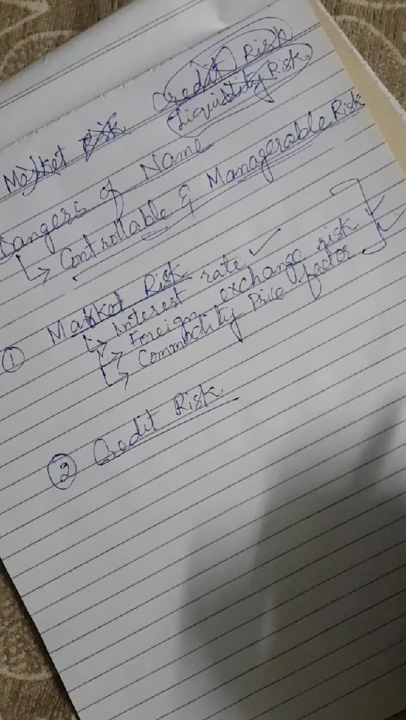 Credit Risk
Market Risk Liquidity Risk
Dangers of Name
↳ Controllable & Managerable Risk
① Market Risk
↳ Interest rate ✓
↳ Foreign exchange risk
↳ Commodity Price factor
② Credit Risk